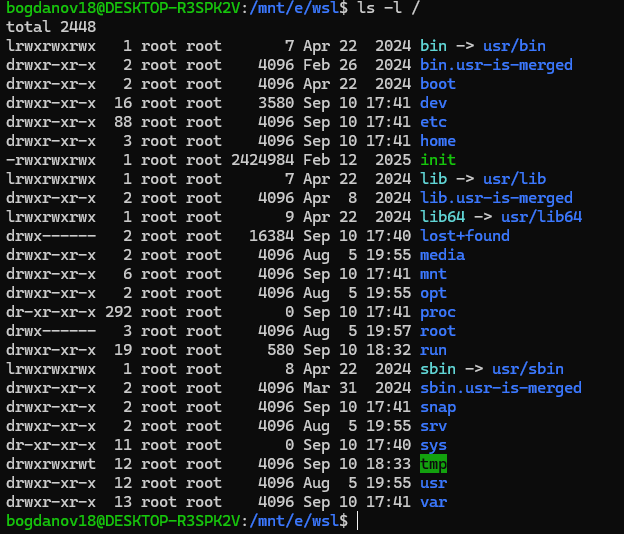 bogdanov18@DESKTOP-R3SPK2V:/mnt/e/wsl$ ls -l /
total 2448
lrwxrwxrwx   1 root root       7 Apr 22  2024 bin -> usr/bin
drwxr-xr-x   2 root root    4096 Feb 26  2024 bin.usr-is-merged
drwxr-xr-x   2 root root    4096 Apr 22  2024 boot
drwxr-xr-x  16 root root    3580 Sep 10 17:41 dev
drwxr-xr-x  88 root root    4096 Sep 10 17:41 etc
drwxr-xr-x   3 root root    4096 Sep 10 17:41 home
-rwxrwxrwx   1 root root 2424984 Feb 12  2025 init
lrwxrwxrwx   1 root root       7 Apr 22  2024 lib -> usr/lib
drwxr-xr-x   2 root root    4096 Apr  8  2024 lib.usr-is-merged
lrwxrwxrwx   1 root root       9 Apr 22  2024 lib64 -> usr/lib64
drwx------   2 root root   16384 Sep 10 17:40 lost+found
drwxr-xr-x   2 root root    4096 Aug  5 19:55 media
drwxr-xr-x   6 root root    4096 Sep 10 17:41 mnt
drwxr-xr-x   2 root root    4096 Aug  5 19:55 opt
dr-xr-xr-x 292 root root       0 Sep 10 17:41 proc
drwx------   3 root root    4096 Aug  5 19:57 root
drwxr-xr-x  19 root root     580 Sep 10 18:32 run
lrwxrwxrwx   1 root root       8 Apr 22  2024 sbin -> usr/sbin
drwxr-xr-x   2 root root    4096 Mar 31  2024 sbin.usr-is-merged
drwxr-xr-x   2 root root    4096 Sep 10 17:41 snap
drwxr-xr-x   2 root root    4096 Aug  5 19:55 srv
dr-xr-xr-x  11 root root       0 Sep 10 17:40 sys
drwxrwxrwt  12 root root    4096 Sep 10 18:33 tmp
drwxr-xr-x  12 root root    4096 Aug  5 19:55 usr
drwxr-xr-x  13 root root    4096 Sep 10 17:41 var
bogdanov18@DESKTOP-R3SPK2V:/mnt/e/wsl$